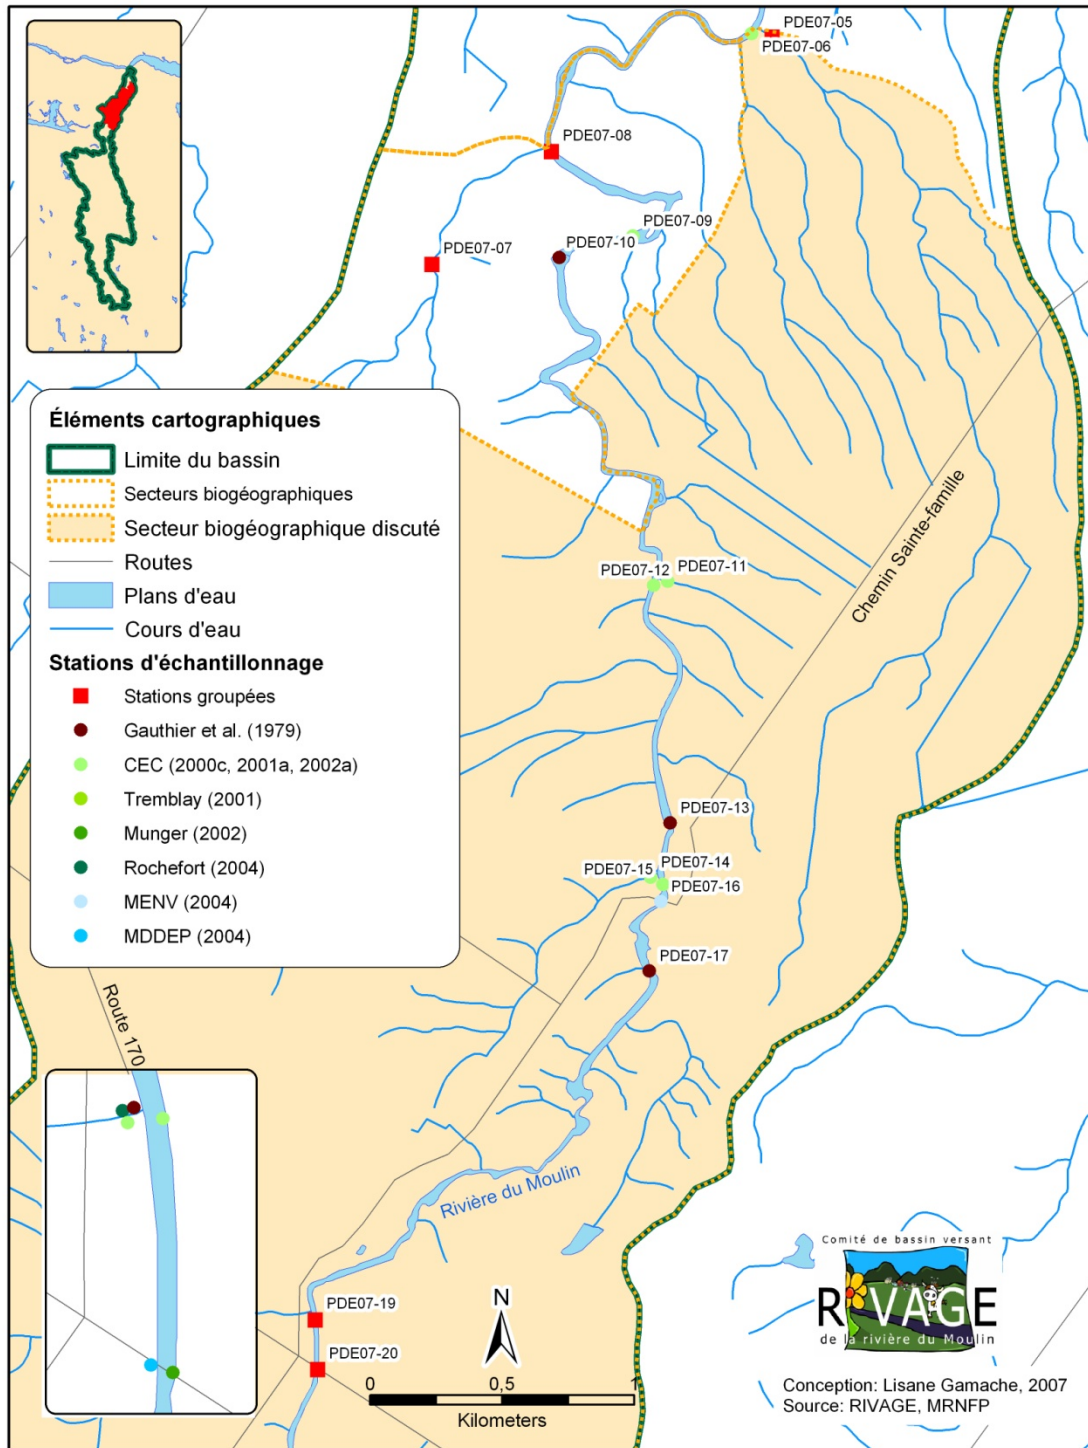 PDE07-05
PDE07-06
PDE07-08
PDE07-09
PDE07-10
PDE07-07
Éléments cartographiques
Limite du bassin
Secteurs biogéographiques
Secteur biogéographique discuté
Routes
Plans d'eau
Cours d'eau
Stations d'échantillonnage
Stations groupées
Gauthier et al. (1979)
CEC (2000c, 2001a, 2002a)
Tremblay (2001)
Munger (2002)
Rochefort (2004)
MENV (2004)
MDDEP (2004)
Chemin Sainte-famille
PDE07-11
PDE07-12
PDE07-13
PDE07-14
PDE07-15
PDE07-16
PDE07-17
Route 170
Rivière du Moulin
PDE07-19
PDE07-20
N
0 0,5 1
Kilometers
Comité de bassin versant
RIVAGE
de la rivière du Moulin
Conception: Lisane Gamache, 2007
Source: RIVAGE, MRNFP